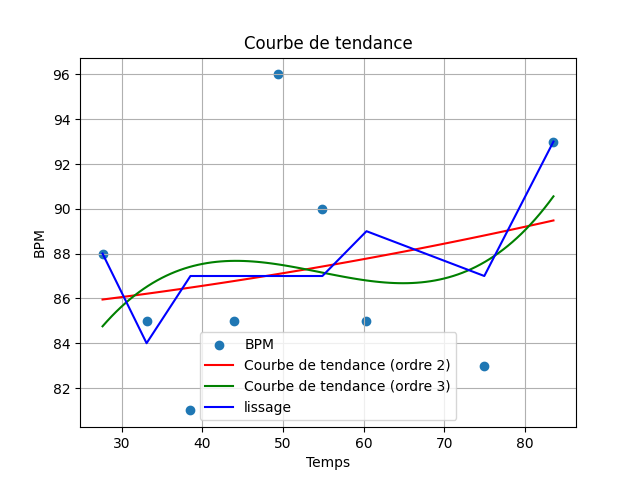 Courbe de tendance
96
94
92
90
88
86
84
82
BPM
30
40
50
60
70
80
Temps
BPM
Courbe de tendance (ordre 2)
Courbe de tendance (ordre 3)
lissage